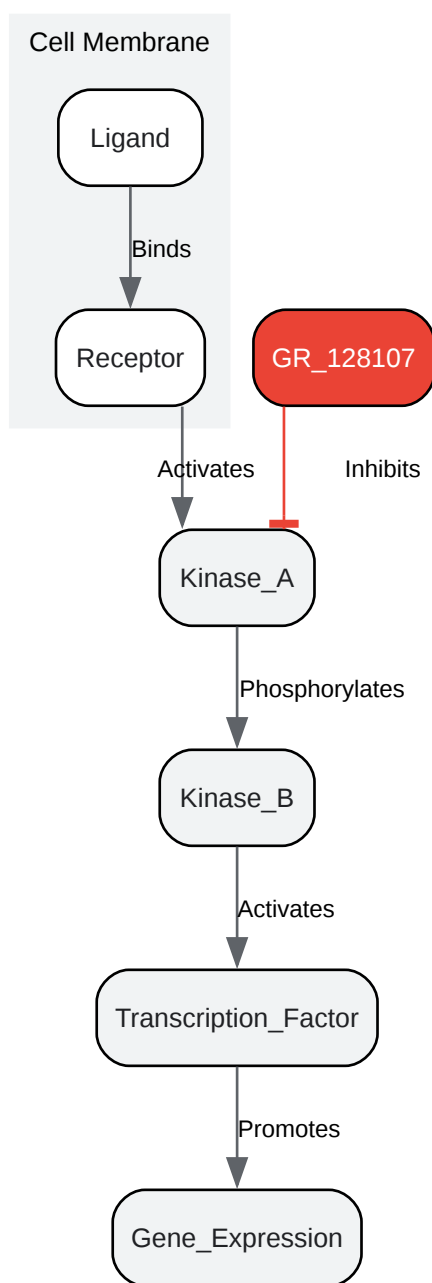 Cell Membrane
Ligand
Binds
Receptor
GR_128107
Activates
Inhibits
Kinase_A
Phosphorylates
Kinase_B
Activates
Transcription_Factor
Promotes
Gene_Expression